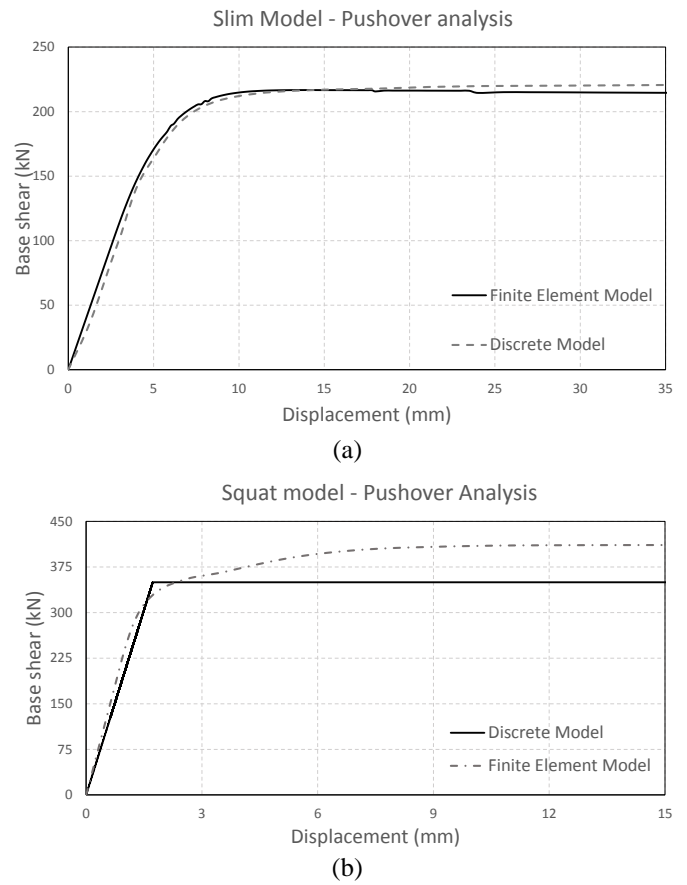 Slim Model - Pushover analysis
250
200
150
100
50
0
Base shear (kN)
Finite Element Model
Discrete Model
0 5 10 15 20 25 30 35
Displacement (mm)
(a)
Squat model - Pushover Analysis
450
375
300
225
150
75
0
Base shear (kN)
Discrete Model
Finite Element Model
0 3 6 9 12 15
Displacement (mm)
(b)